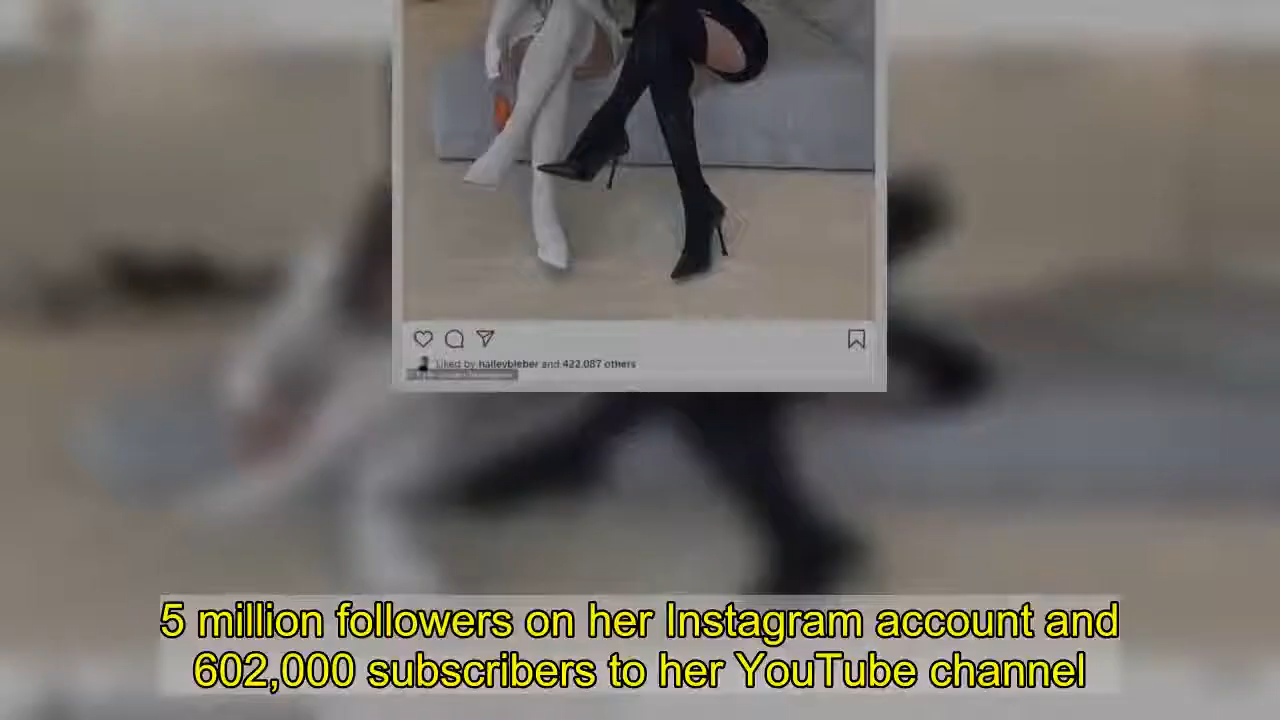 Liked by haileybieber and 422,087 others
5 million followers on her Instagram account and
602,000 subscribers to her YouTube channel